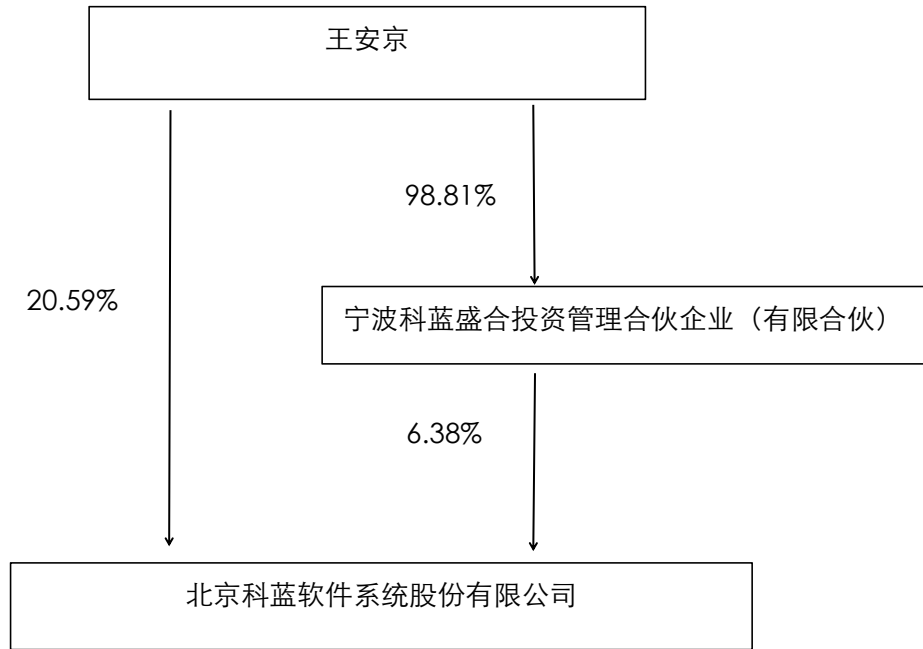 王安京
98.81%
20.59%
宁波科蓝盛合投资管理合伙企业（有限合伙）
6.38%
北京科蓝软件系统股份有限公司